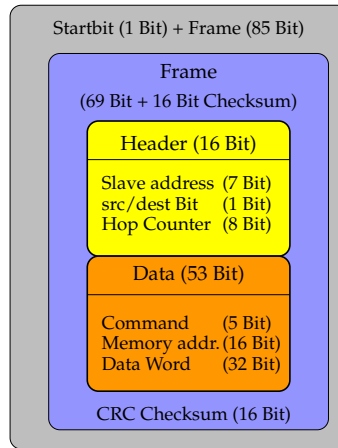 Startbit (1 Bit) + Frame (85 Bit)
Frame
(69 Bit + 16 Bit Checksum)
Header (16 Bit)
Slave address (7 Bit)
src/dest Bit (1 Bit)
Hop Counter (8 Bit)
Data (53 Bit)
Command (5 Bit)
Memory addr. (16 Bit)
Data Word (32 Bit)
CRC Checksum (16 Bit)